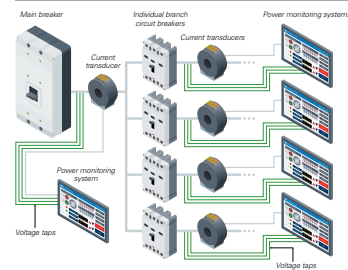 Main breaker
Individual branch
circuit breakers
Power monitoring systems
Current transducers
Current
transducer
Power monitoring
system
Voltage taps
Voltage taps